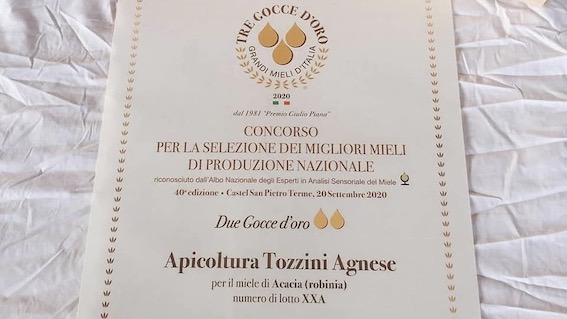 TRE GOCCE D'ORO
GRANDI MIELI D'ITALIA
2020
dal 1981 "Premio Giulio Piana"
CONCORSO
PER LA SELEZIONE DEI MIGLIORI MIELI
DI PRODUZIONE NAZIONALE
riconosciuto dall'Albo Nazionale degli Esperti in Analisi Sensoriale del Miele
40ª edizione • Castel San Pietro Terme, 20 Settembre 2020
Due Gocce d'oro
Apicoltura Tozzini Agnese
per il miele di Acacia (robinia)
numero di lotto XXA